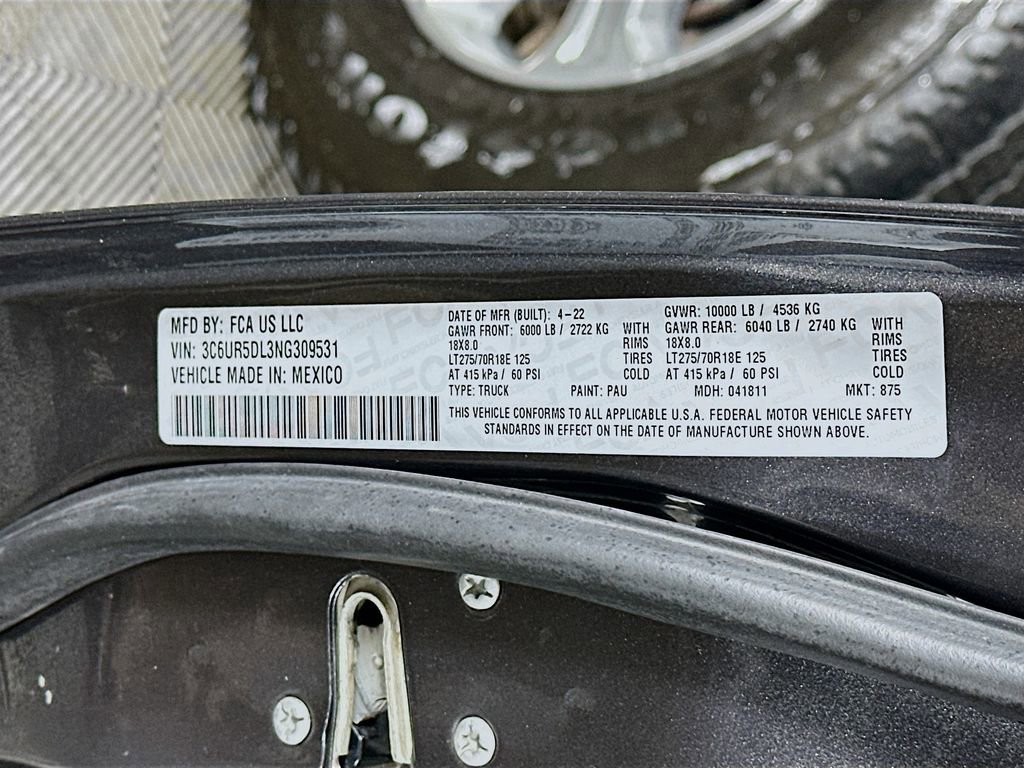 MFD BY: FCA US LLC
VIN: 3C6UR5DL3NG309531
VEHICLE MADE IN: MEXICO
DATE OF MFR (BUILT): 4-22
GAWR FRONT: 6000 LB / 2722 KG WITH
18X8.0 RIMS
LT275/70R18E 125 TIRES
AT 415 kPa / 60 PSI COLD
GVWR: 10000 LB / 4536 KG
GAWR REAR: 6040 LB / 2740 KG WITH
18X8.0 RIMS
LT275/70R18E 125 TIRES
AT 415 kPa / 60 PSI COLD
TYPE: TRUCK PAINT: PAU MDH: 041811 MKT: 875
THIS VEHICLE CONFORMS TO ALL APPLICABLE U.S.A. FEDERAL MOTOR VEHICLE SAFETY
STANDARDS IN EFFECT ON THE DATE OF MANUFACTURE SHOWN ABOVE.